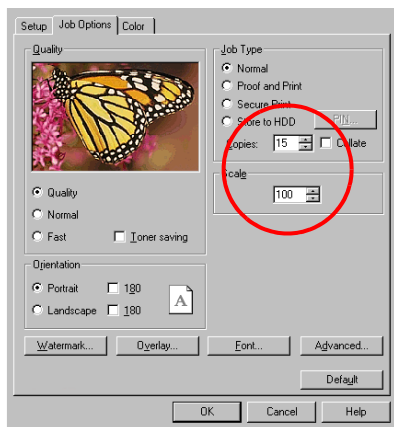 Setup Job Options Color
Quality
Quality
Normal
Fast Toner saving
Orientation
Portrait 180
Landscape 180
A
Job Type
Normal
Proof and Print
Secure Print
Store to HDD PIN...
Copies: 15 Collate
Scale
100
Watermark... Overlay... Font... Advanced...
Default
OK Cancel Help